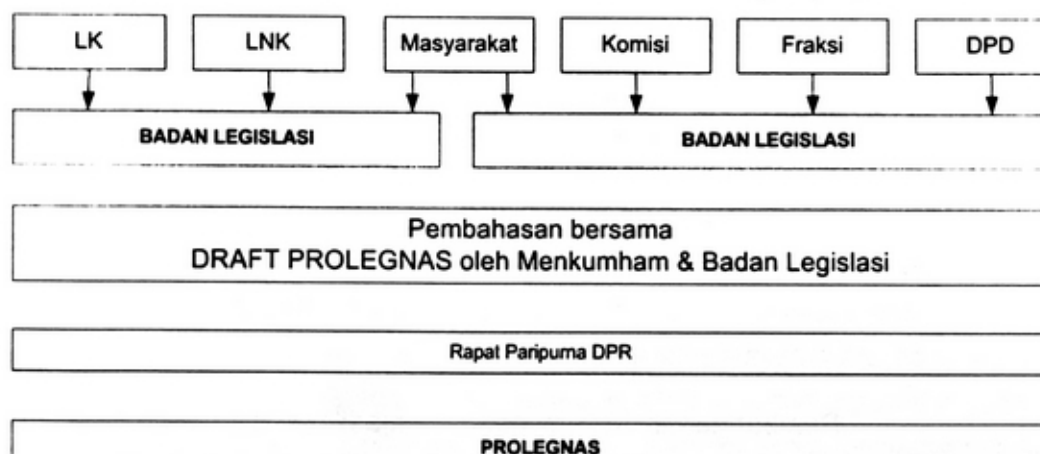 LK
LNK
Masyarakat
Komisi
Fraksi
DPD
BADAN LEGISLASI
BADAN LEGISLASI
Pembahasan bersama
DRAFT PROLEGNAS oleh Menkumham & Badan Legislasi
Rapat Paripurna DPR
PROLEGNAS